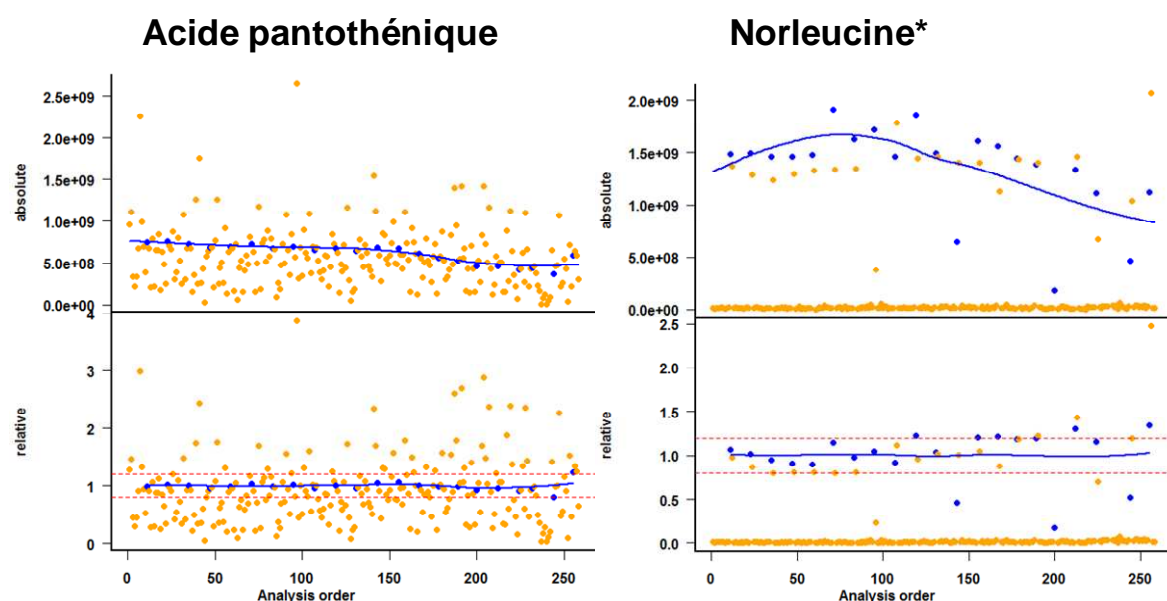 Acide pantothénique
Norleucine*
absolute
2.5e+09
2.0e+09
1.5e+09
1.0e+09
5.0e+08
0.0e+00
relative
4
3
2
1
0
0 50 100 150 200 250
Analysis order
absolute
2.0e+09
1.5e+09
1.0e+09
5.0e+08
0.0e+00
relative
2.5
2.0
1.5
1.0
0.5
0.0
0 50 100 150 200 250
Analysis order